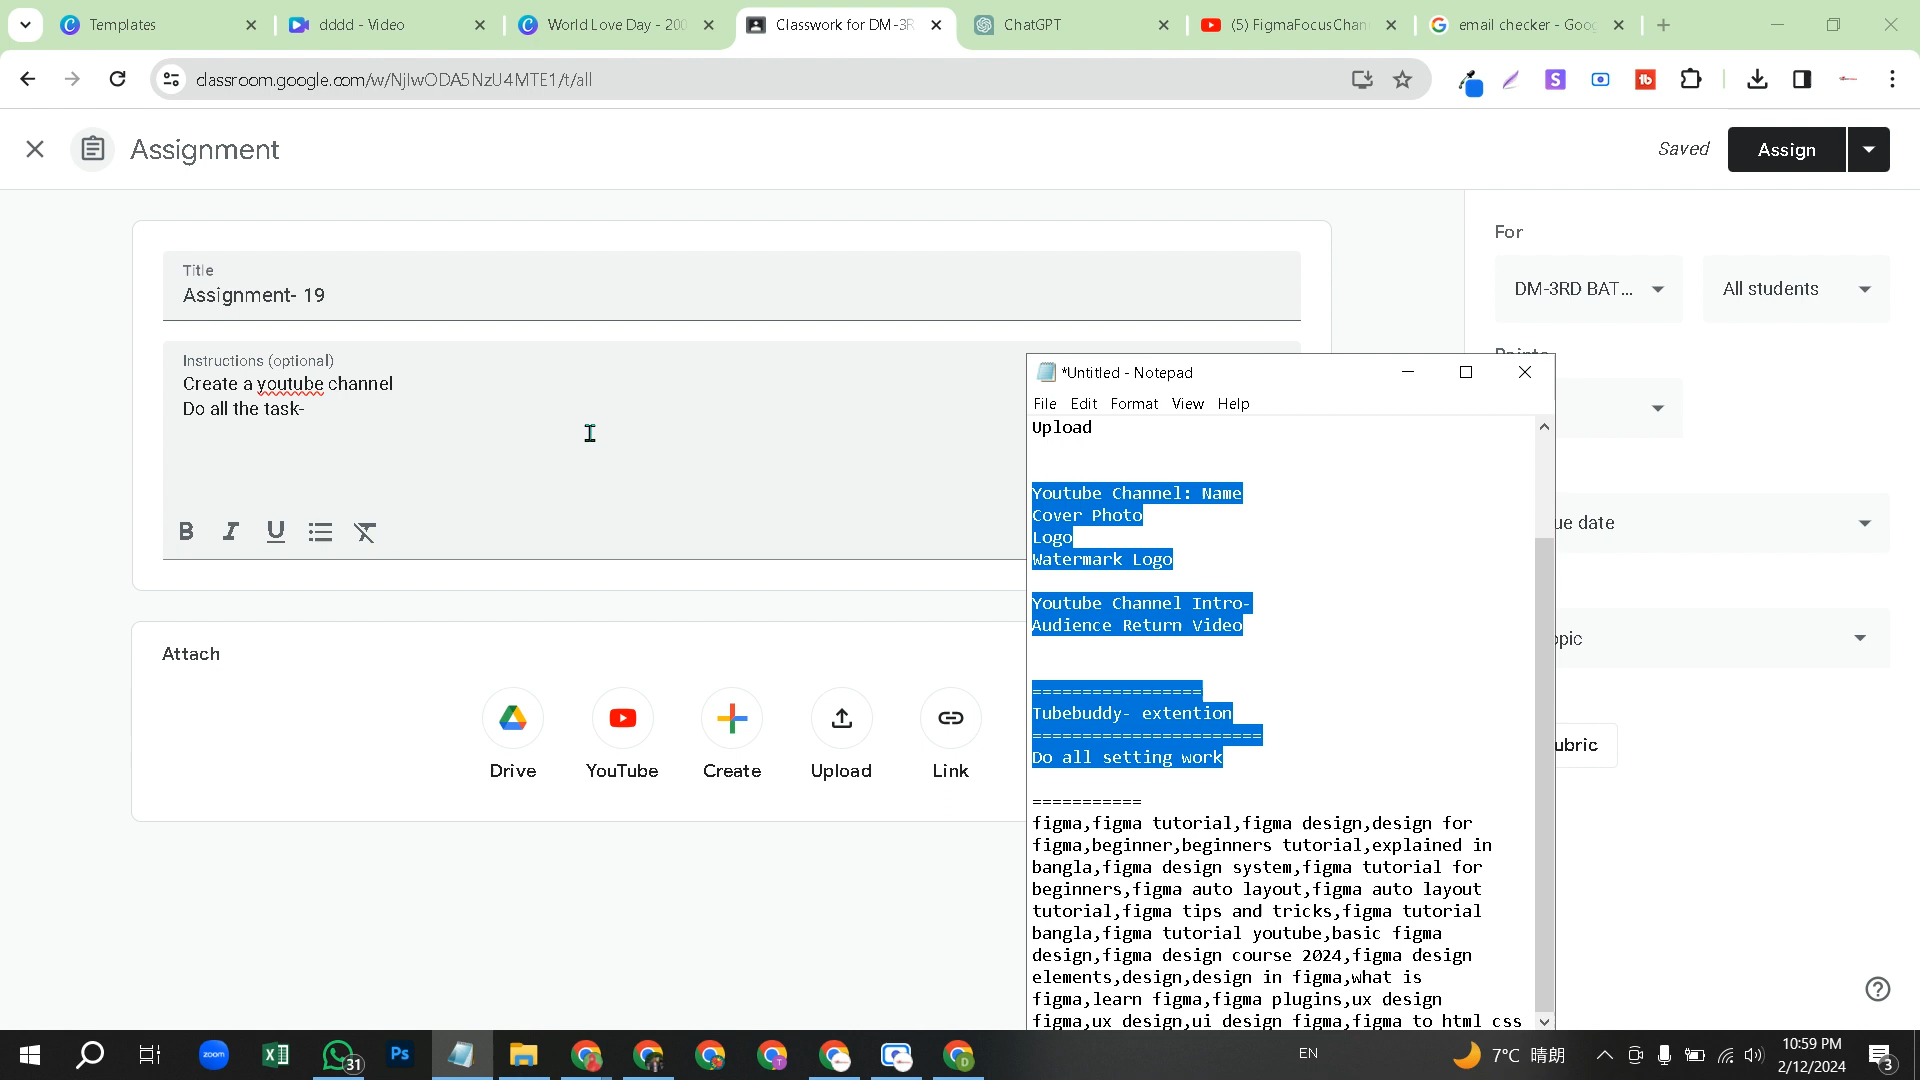 Templates
dddd - Video
World Love Day - 200
Classwork for DM-3R
ChatGPT
(5) FigmaFocusChan
email checker - Goog
classroom.google.com/w/NjIwODA5NzU4MTE1/t/all
Assignment
Saved
Assign
Title
Assignment- 19
Instructions (optional)
Create a youtube channel
Do all the task-
Attach
Drive
YouTube
Create
Upload
Link
For
DM-3RD BAT...
All students
Points
ue date
opic
ubric
*Untitled - Notepad
File Edit Format View Help
Upload
Youtube Channel: Name
Cover Photo
Logo
Watermark Logo
Youtube Channel Intro-
Audience Return Video
=================
Tubebuddy- extention
=======================
Do all setting work
===========
figma,figma tutorial,figma design,design for
figma,beginner,beginners tutorial,explained in
bangla,figma design system,figma tutorial for
beginners,figma auto layout,figma auto layout
tutorial,figma tips and tricks,figma tutorial
bangla,figma tutorial youtube,basic figma
design,figma design course 2024,figma design
elements,design,design in figma,what is
figma,learn figma,figma plugins,ux design
figma,ux design,ui design figma,figma to html css
zoom
31
Ps
EN
7°C 晴朗
10:59 PM
2/12/2024
3